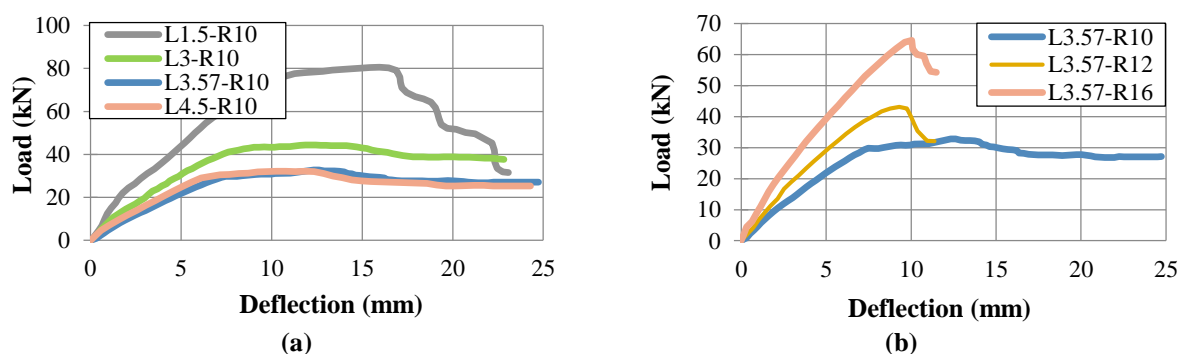 Load (kN)
100
80
60
40
20
0
L1.5-R10
L3-R10
L3.57-R10
L4.5-R10
0 5 10 15 20 25
Deflection (mm)
(a)
Load (kN)
70
60
50
40
30
20
10
0
L3.57-R10
L3.57-R12
L3.57-R16
0 5 10 15 20 25
Deflection (mm)
(b)